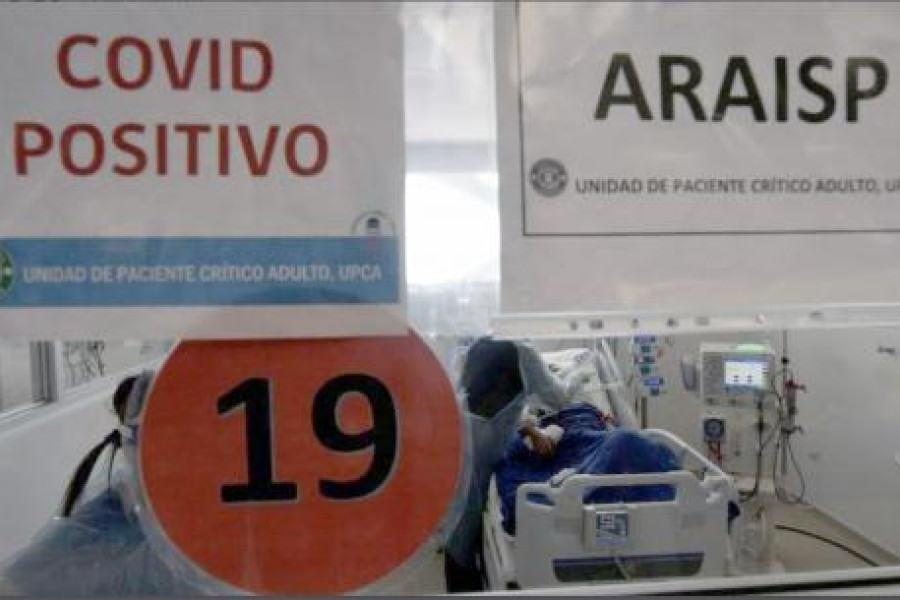 COVID
POSITIVO
UNIDAD DE PACIENTE CRÍTICO ADULTO, UPCA
19
ARAISP
UNIDAD DE PACIENTE CRÍTICO ADULTO,